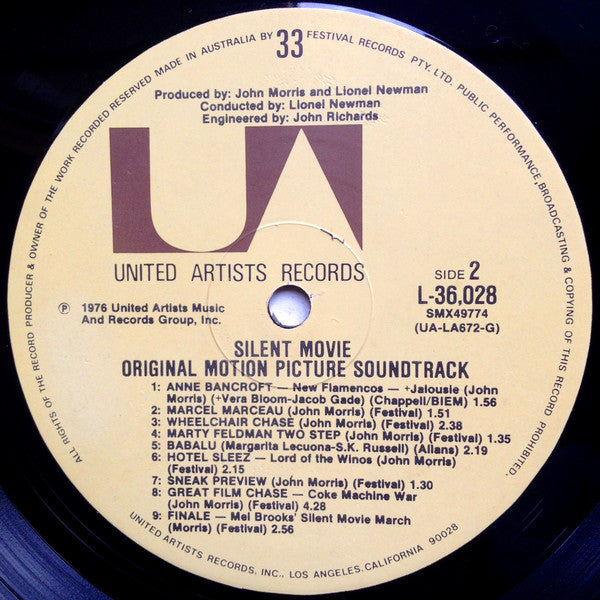 ALL RIGHTS OF THE RECORD PRODUCER & OWNER OF THE WORK RECORDED RESERVED MADE IN AUSTRALIA BY 33 FESTIVAL RECORDS PTY. LTD. PUBLIC PERFORMANCE, BROADCASTING & COPYING OF THIS RECORD PROHIBITED.
Produced by: John Morris and Lionel Newman
Conducted by: Lionel Newman
Engineered by: John Richards
UA
UNITED ARTISTS RECORDS
SIDE 2
L-36,028
SMX49774
(UA-LA672-G)
℗ 1976 United Artists Music
And Records Group, Inc.
SILENT MOVIE
ORIGINAL MOTION PICTURE SOUNDTRACK
1: ANNE BANCROFT — New Flamencos — +Jalousie (John
Morris) (+Vera Bloom-Jacob Gade) (Chappell/BIEM) 1.56
2: MARCEL MARCEAU (John Morris) (Festival) 1.51
3: WHEELCHAIR CHASE (John Morris) (Festival) 2.38
4: MARTY FELDMAN TWO STEP (John Morris) (Festival) 1.35
5: BABALU (Margarita Lecuona-S.K. Russell) (Allans) 2.19
6: HOTEL SLEEZ — Lord of the Winos (John Morris)
(Festival) 2.15
7: SNEAK PREVIEW (John Morris) (Festival) 1.30
8: GREAT FILM CHASE — Coke Machine War
(John Morris) (Festival) 4.28
9: FINALE — Mel Brooks' Silent Movie March
(Morris) (Festival) 2.56
UNITED ARTISTS RECORDS, INC., LOS ANGELES, CALIFORNIA 90028